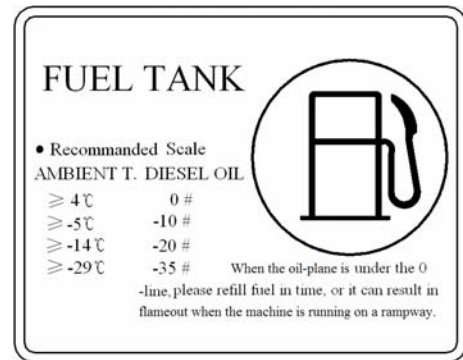 FUEL TANK
● Recommanded Scale
AMBIENT T. DIESEL OIL
≥ 4℃ 0 #
≥ -5℃ -10 #
≥ -14℃ -20 #
≥ -29℃ -35 #
When the oil-plane is under the 0
-line, please refill fuel in time, or it can result in
flameout when the machine is running on a rampway.